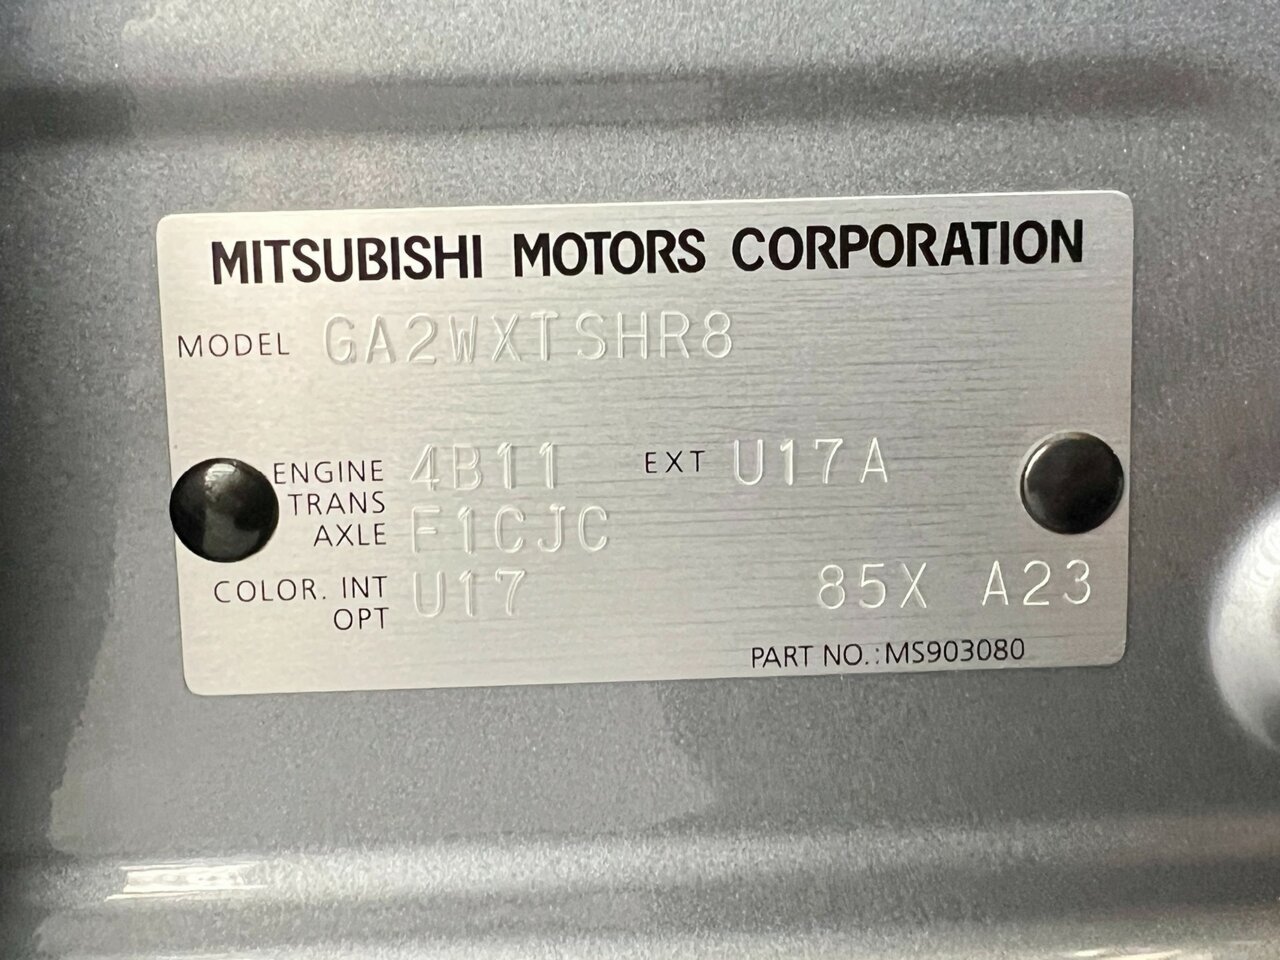 MITSUBISHI MOTORS CORPORATION
MODEL GA2WXTSHR8
ENGINE 4B11 EXT U17A
TRANS
AXLE F1CJC
COLOR. INT U17 85X A23
OPT
PART NO.:MS903080